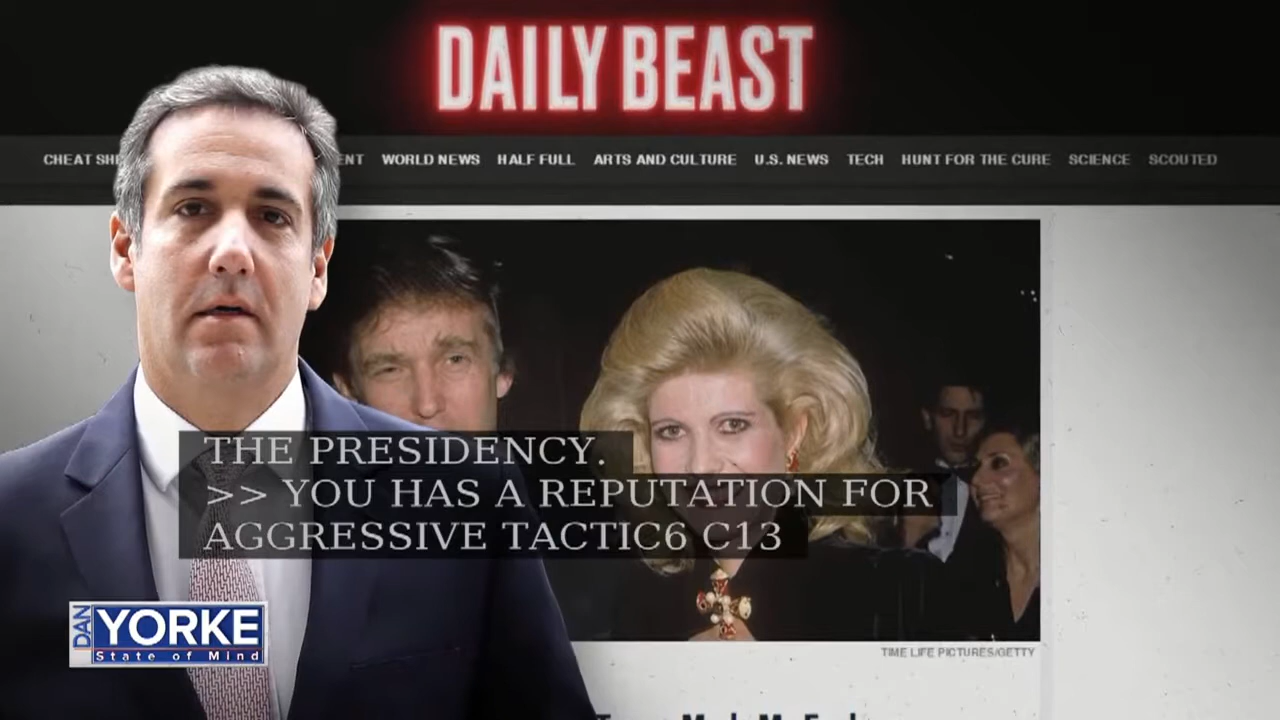 DAILY BEAST
CHEAT WORLD NEWS HALF FULL ARTS AND CULTURE U.S. NEWS TECH HUNT FOR THE CURE SCIENCE SCOUTED
THE PRESIDENCY.
>> YOU HAS A REPUTATION FOR
AGGRESSIVE TACTIC6 C13
DAN YORKE
State of Mind
TIME LIFE PICTURES/GETTY